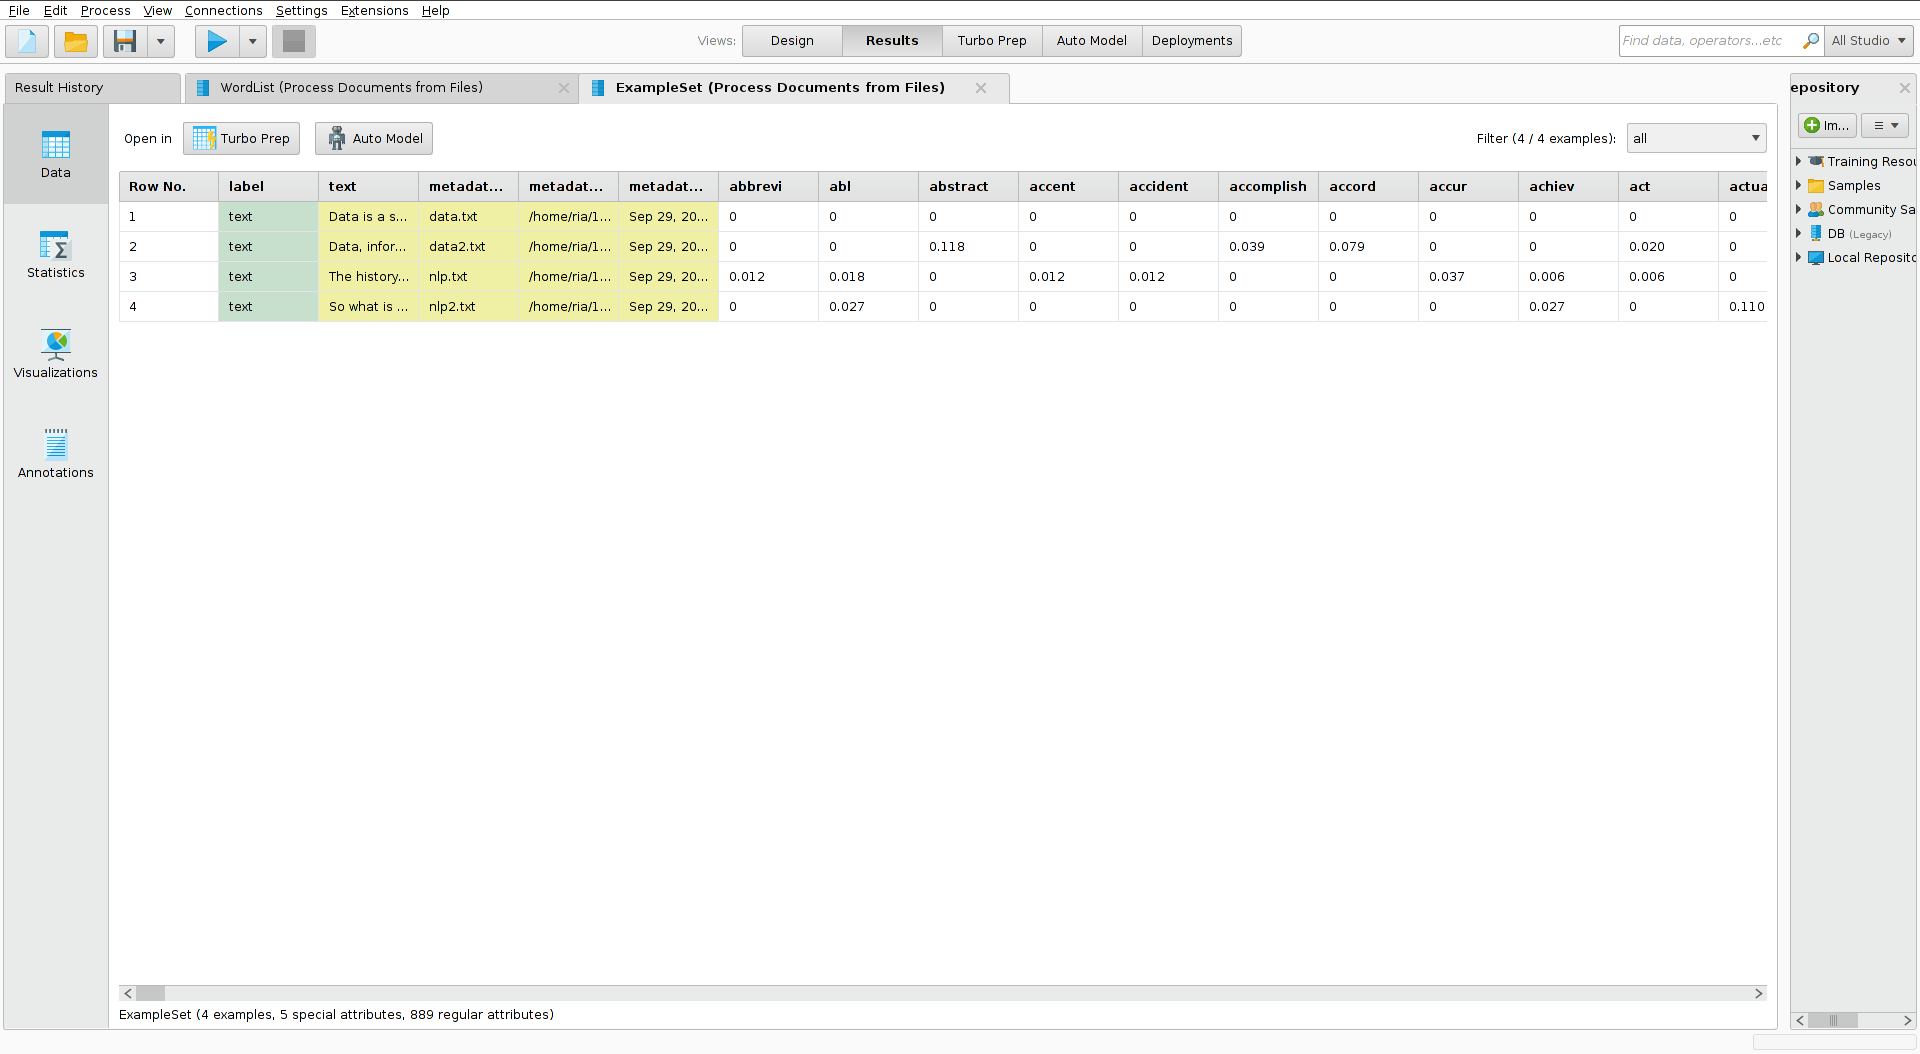 File Edit Process View Connections Settings Extensions Help
Views: Design Results Turbo Prep Auto Model Deployments Find data, operators...etc All Studio
Result History WordList (Process Documents from Files) ExampleSet (Process Documents from Files) epository
Open in Turbo Prep Auto Model Filter (4 / 4 examples): all Im...
Data
Statistics
Visualizations
Annotations
Row No. label text metadat... metadat... metadat... abbrevi abl abstract accent accident accomplish accord accur achiev act actua
1 text Data is a s... data.txt /home/ria/1... Sep 29, 20... 0 0 0 0 0 0 0 0 0 0 0
2 text Data, infor... data2.txt /home/ria/1... Sep 29, 20... 0 0 0.118 0 0 0.039 0.079 0 0 0.020 0
3 text The history... nlp.txt /home/ria/1... Sep 29, 20... 0.012 0.018 0 0.012 0.012 0 0 0.037 0.006 0.006 0
4 text So what is ... nlp2.txt /home/ria/1... Sep 29, 20... 0 0.027 0 0 0 0 0 0 0.027 0 0.110
Training Resou
Samples
Community Sa
DB (Legacy)
Local Reposito
ExampleSet (4 examples, 5 special attributes, 889 regular attributes)